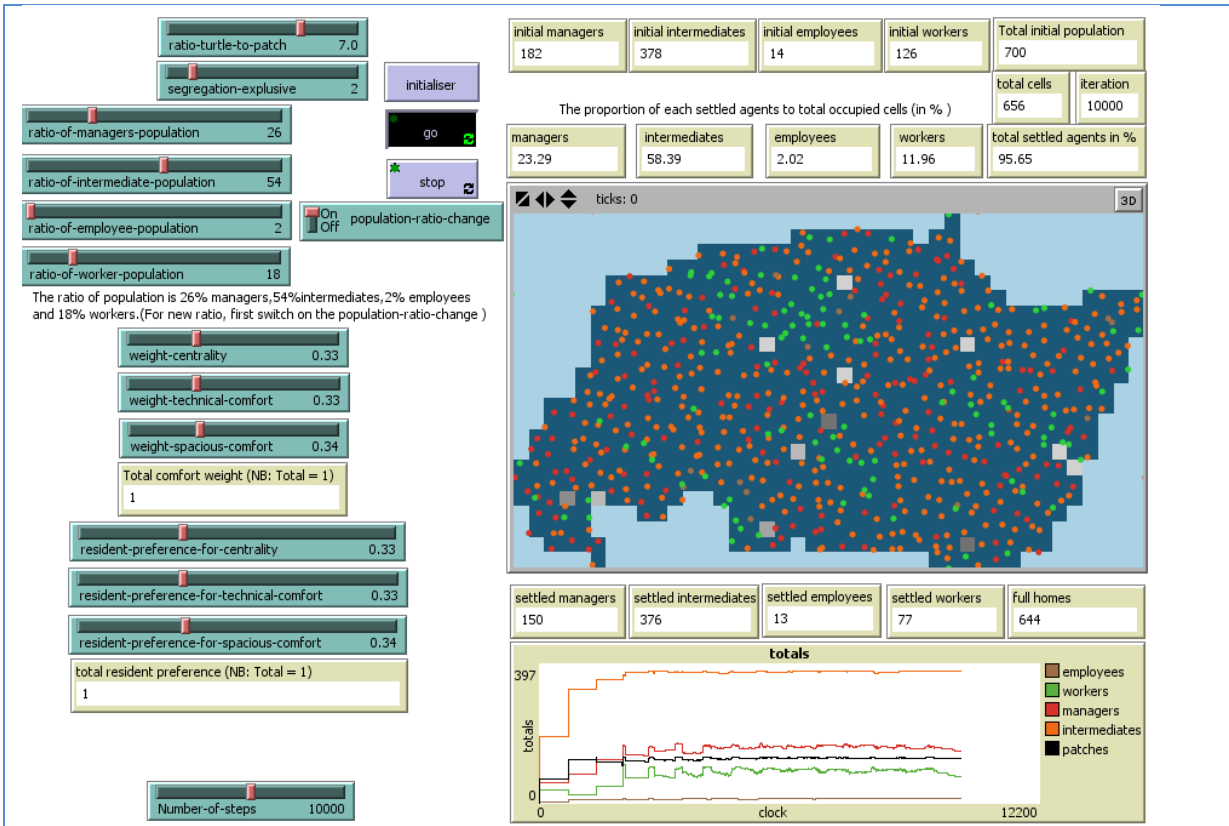 ratio-turtle-to-patch 7.0
segregation-explusive 2
ratio-of-managers-population 26
ratio-of-intermediate-population 54
ratio-of-employee-population 2
ratio-of-worker-population 18
initialiser
go
stop
On
Off
population-ratio-change
The ratio of population is 26% managers,54%intermediates,2% employees
and 18% workers.(For new ratio, first switch on the population-ratio-change )
weight-centrality 0.33
weight-technical-comfort 0.33
weight-spacious-comfort 0.34
Total comfort weight (NB: Total = 1)
1
resident-preference-for-centrality 0.33
resident-preference-for-technical-comfort 0.33
resident-preference-for-spacious-comfort 0.34
total resident preference (NB: Total = 1)
1
Number-of-steps 10000
initial managers
182
initial intermediates
378
initial employees
14
initial workers
126
Total initial population
700
total cells
656
iteration
10000
The proportion of each settled agents to total occupied cells (in % )
managers
23.29
intermediates
58.39
employees
2.02
workers
11.96
total settled agents in %
95.65
ticks: 0
3D
settled managers
150
settled intermediates
376
settled employees
13
settled workers
77
full homes
644
totals
397
totals
0
0
clock
12200
employees
workers
managers
intermediates
patches